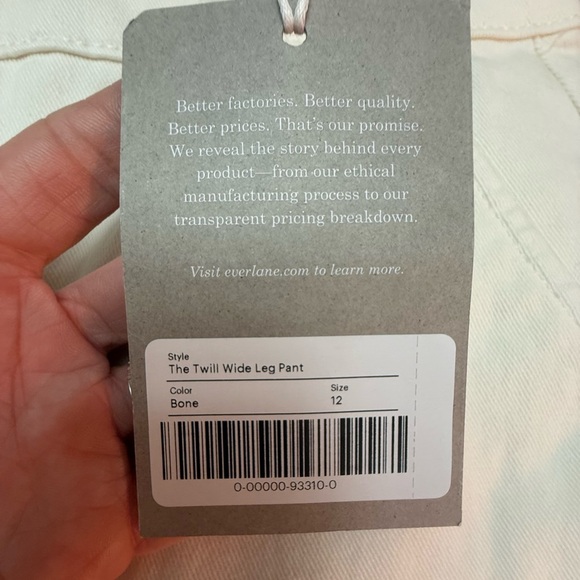 Better factories. Better quality.
Better prices. That's our promise.
We reveal the story behind every
product—from our ethical
manufacturing process to our
transparent pricing breakdown.
Visit everlane.com to learn more.
Style
The Twill Wide Leg Pant
Color
Bone
Size
12
0-00000-93310-0